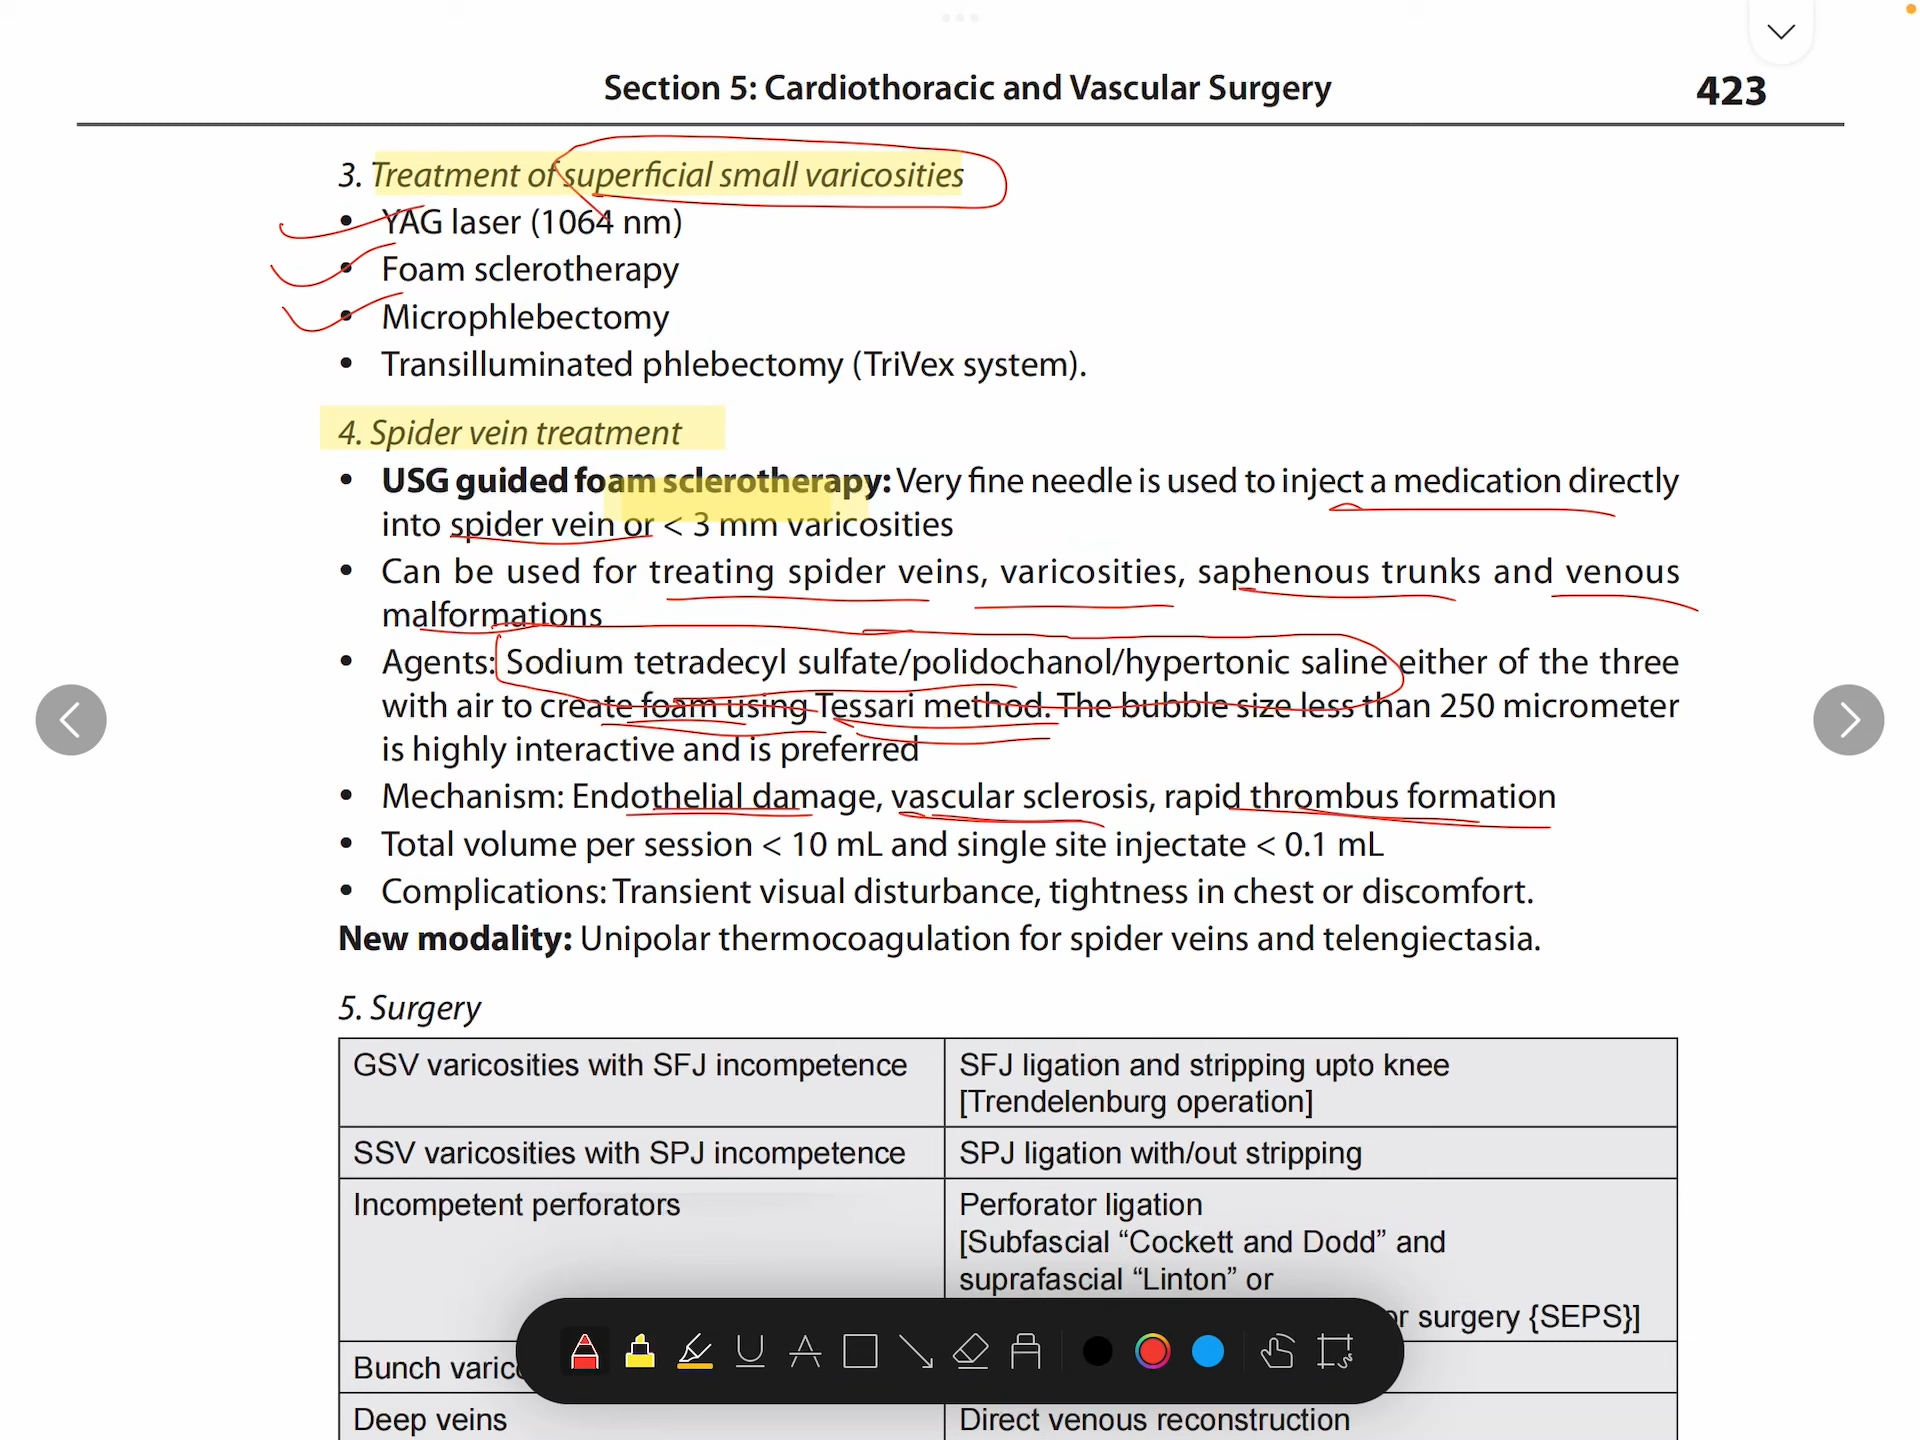 Section 5: Cardiothoracic and Vascular Surgery
423
3. Treatment of superficial small varicosities
• YAG laser (1064 nm)
• Foam sclerotherapy
• Microphlebectomy
• Transilluminated phlebectomy (TriVex system).
4. Spider vein treatment
• USG guided foam sclerotherapy: Very fine needle is used to inject a medication directly
into spider vein or < 3 mm varicosities
• Can be used for treating spider veins, varicosities, saphenous trunks and venous
malformations
• Agents: Sodium tetradecyl sulfate/polidochanol/hypertonic saline either of the three
with air to create foam using Tessari method. The bubble size less than 250 micrometer
is highly interactive and is preferred
• Mechanism: Endothelial damage, vascular sclerosis, rapid thrombus formation
• Total volume per session < 10 mL and single site injectate < 0.1 mL
• Complications: Transient visual disturbance, tightness in chest or discomfort.
New modality: Unipolar thermocoagulation for spider veins and telengiectasia.
5. Surgery
GSV varicosities with SFJ incompetence
SFJ ligation and stripping upto knee
[Trendelenburg operation]
SSV varicosities with SPJ incompetence
SPJ ligation with/out stripping
Incompetent perforators
Perforator ligation
[Subfascial “Cockett and Dodd” and
suprafascial “Linton” or
surgery {SEPS}]
Bunch
Deep veins
Direct venous reconstruction